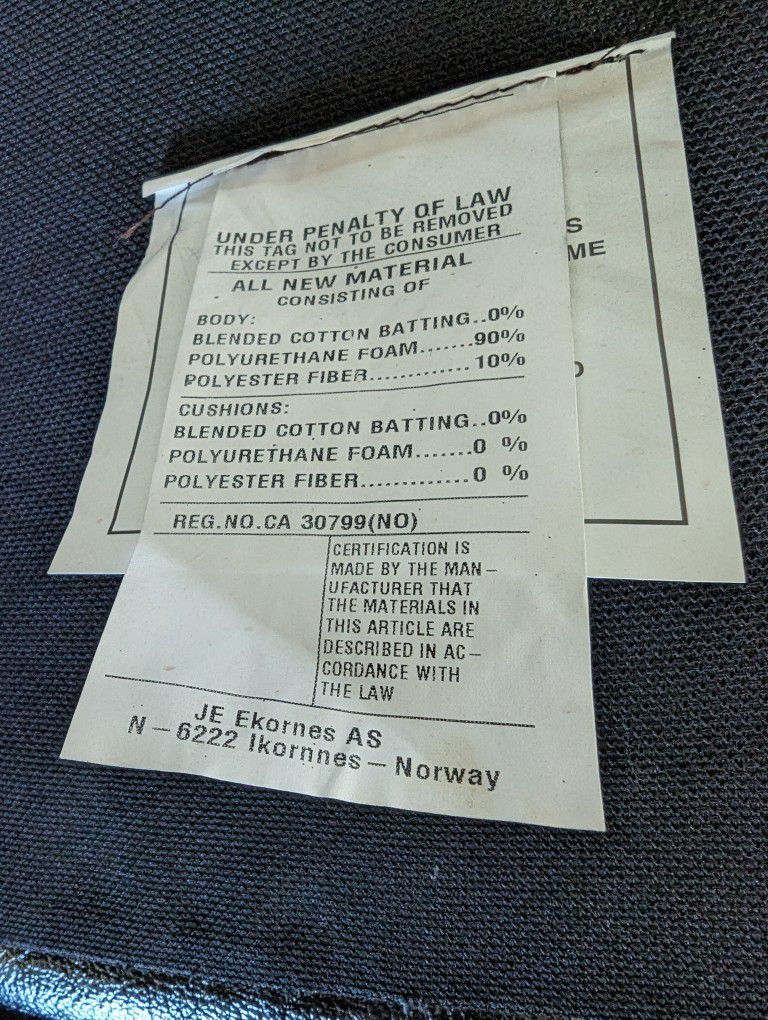 UNDER PENALTY OF LAW
THIS TAG NOT TO BE REMOVED
EXCEPT BY THE CONSUMER
ALL NEW MATERIAL
CONSISTING OF
BODY:
BLENDED COTTON BATTING..0%
POLYURETHANE FOAM.......90%
POLYESTER FIBER............. 10%
CUSHIONS:
BLENDED COTTON BATTING..0%
POLYURETHANE FOAM.......0 %
POLYESTER FIBER.............0 %
REG.NO.CA 30799(NO)
CERTIFICATION IS
MADE BY THE MAN–
UFACTURER THAT
THE MATERIALS IN
THIS ARTICLE ARE
DESCRIBED IN AC–
CORDANCE WITH
THE LAW
JE Ekornes AS
N – 6222 Ikornnes – Norway
S
ME